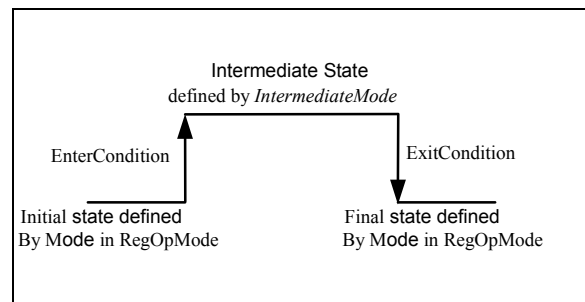 Intermediate State
defined by IntermediateMode
EnterCondition
ExitCondition
Initial state defined
By Mode in RegOpMode
Final state defined
By Mode in RegOpMode